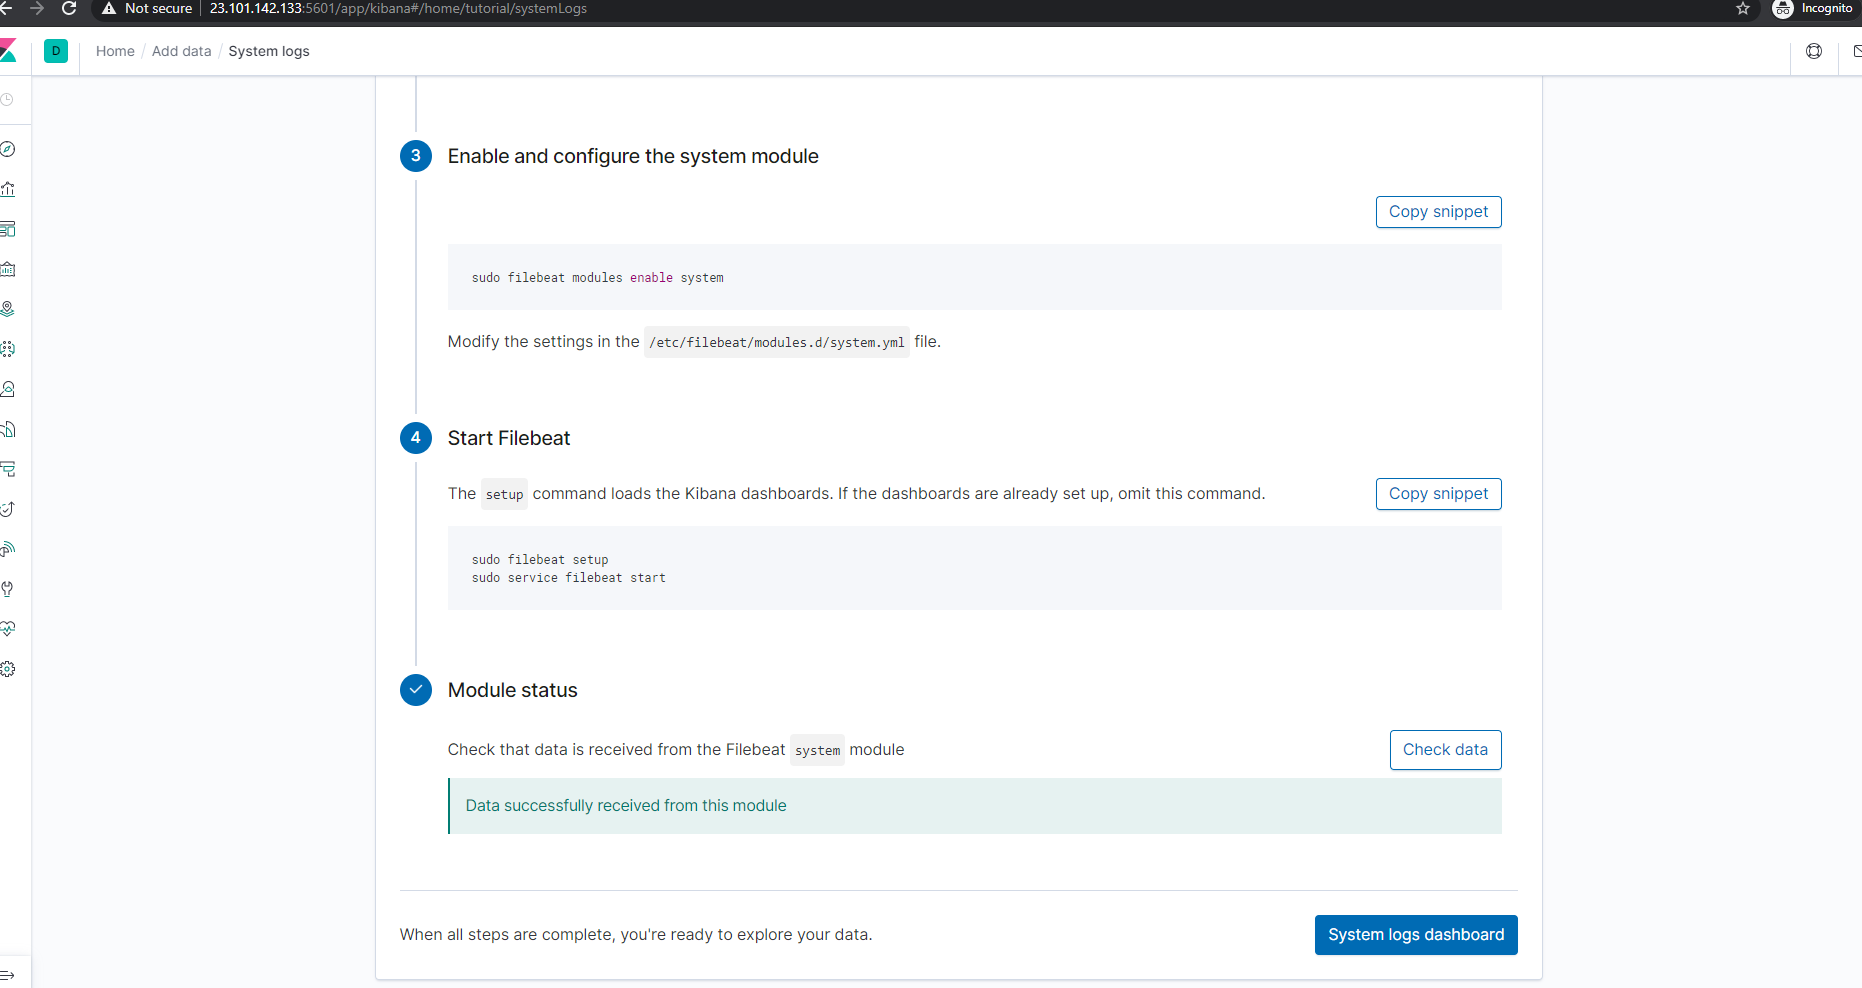 Not secure 23.101.142.133:5601/app/kibana#/home/tutorial/systemLogs Incognito
D Home / Add data / System logs
3 Enable and configure the system module
Copy snippet
sudo filebeat modules enable system
Modify the settings in the /etc/filebeat/modules.d/system.yml file.
4 Start Filebeat
The setup command loads the Kibana dashboards. If the dashboards are already set up, omit this command.
Copy snippet
sudo filebeat setup
sudo service filebeat start
Module status
Check that data is received from the Filebeat system module
Check data
Data successfully received from this module
When all steps are complete, you're ready to explore your data.
System logs dashboard